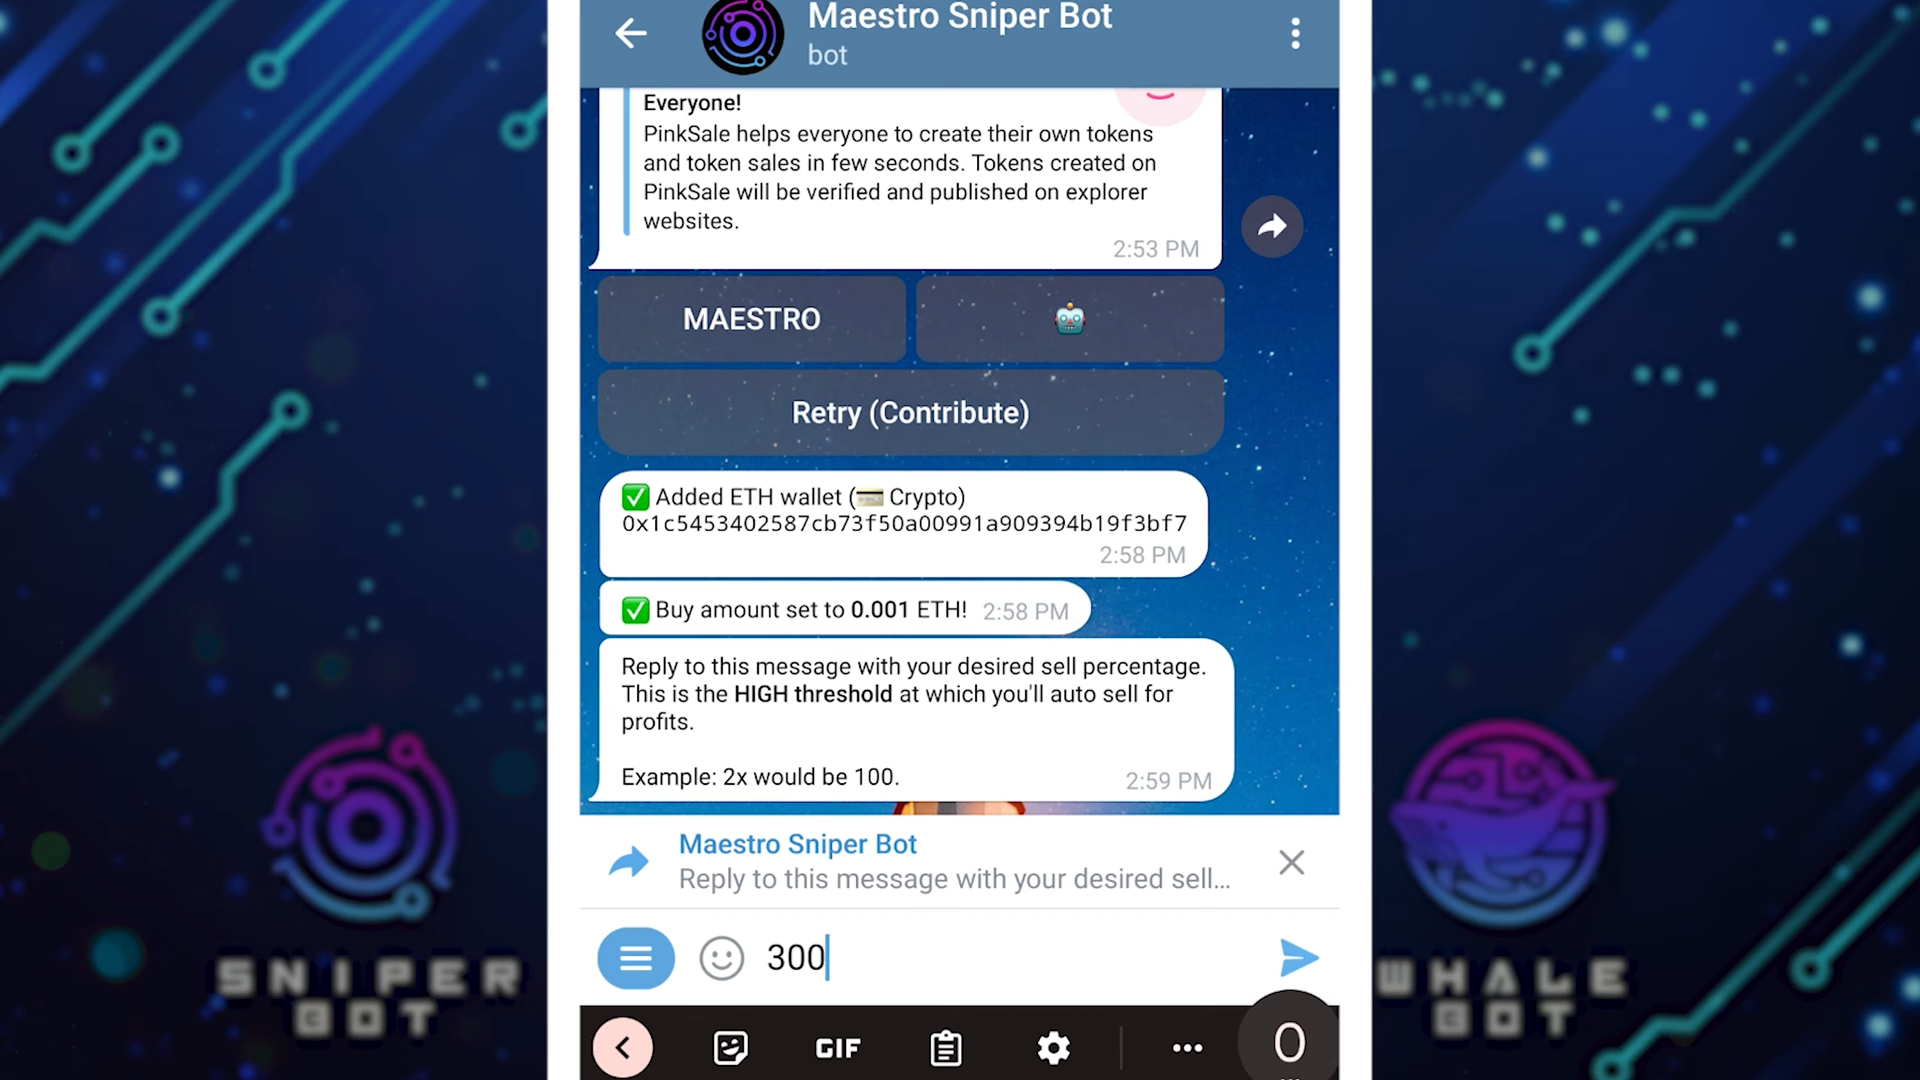 Maestro Sniper Bot
bot
Everyone!
PinkSale helps everyone to create their own tokens
and token sales in few seconds. Tokens created on
PinkSale will be verified and published on explorer
websites.
2:53 PM
MAESTRO
Retry (Contribute)
✅ Added ETH wallet (💳 Crypto)
0x1c5453402587cb73f50a00991a909394b19f3bf7
2:58 PM
✅ Buy amount set to 0.001 ETH! 2:58 PM
Reply to this message with your desired sell percentage.
This is the HIGH threshold at which you'll auto sell for
profits.
Example: 2x would be 100.
2:59 PM
Maestro Sniper Bot
Reply to this message with your desired sell...
300
GIF
0
SNIPER
BOT
WHALE
BOT